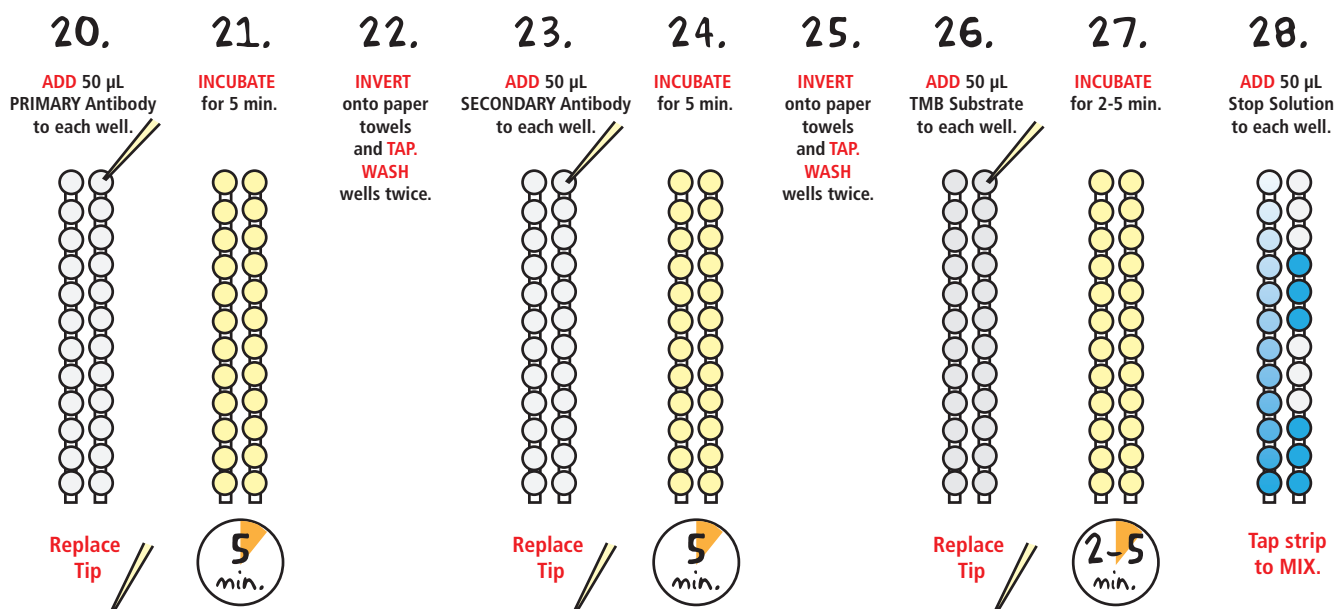 20.
ADD 50 µL
PRIMARY Antibody
to each well.
Replace
Tip
21.
INCUBATE
for 5 min.
5
min.
22.
INVERT
onto paper
towels
and TAP.
WASH
wells twice.
23.
ADD 50 µL
SECONDARY Antibody
to each well.
Replace
Tip
24.
INCUBATE
for 5 min.
5
min.
25.
INVERT
onto paper
towels
and TAP.
WASH
wells twice.
26.
ADD 50 µL
TMB Substrate
to each well.
Replace
Tip
27.
INCUBATE
for 2-5 min.
2-5
min.
28.
ADD 50 µL
Stop Solution
to each well.
Tap strip
to MIX.